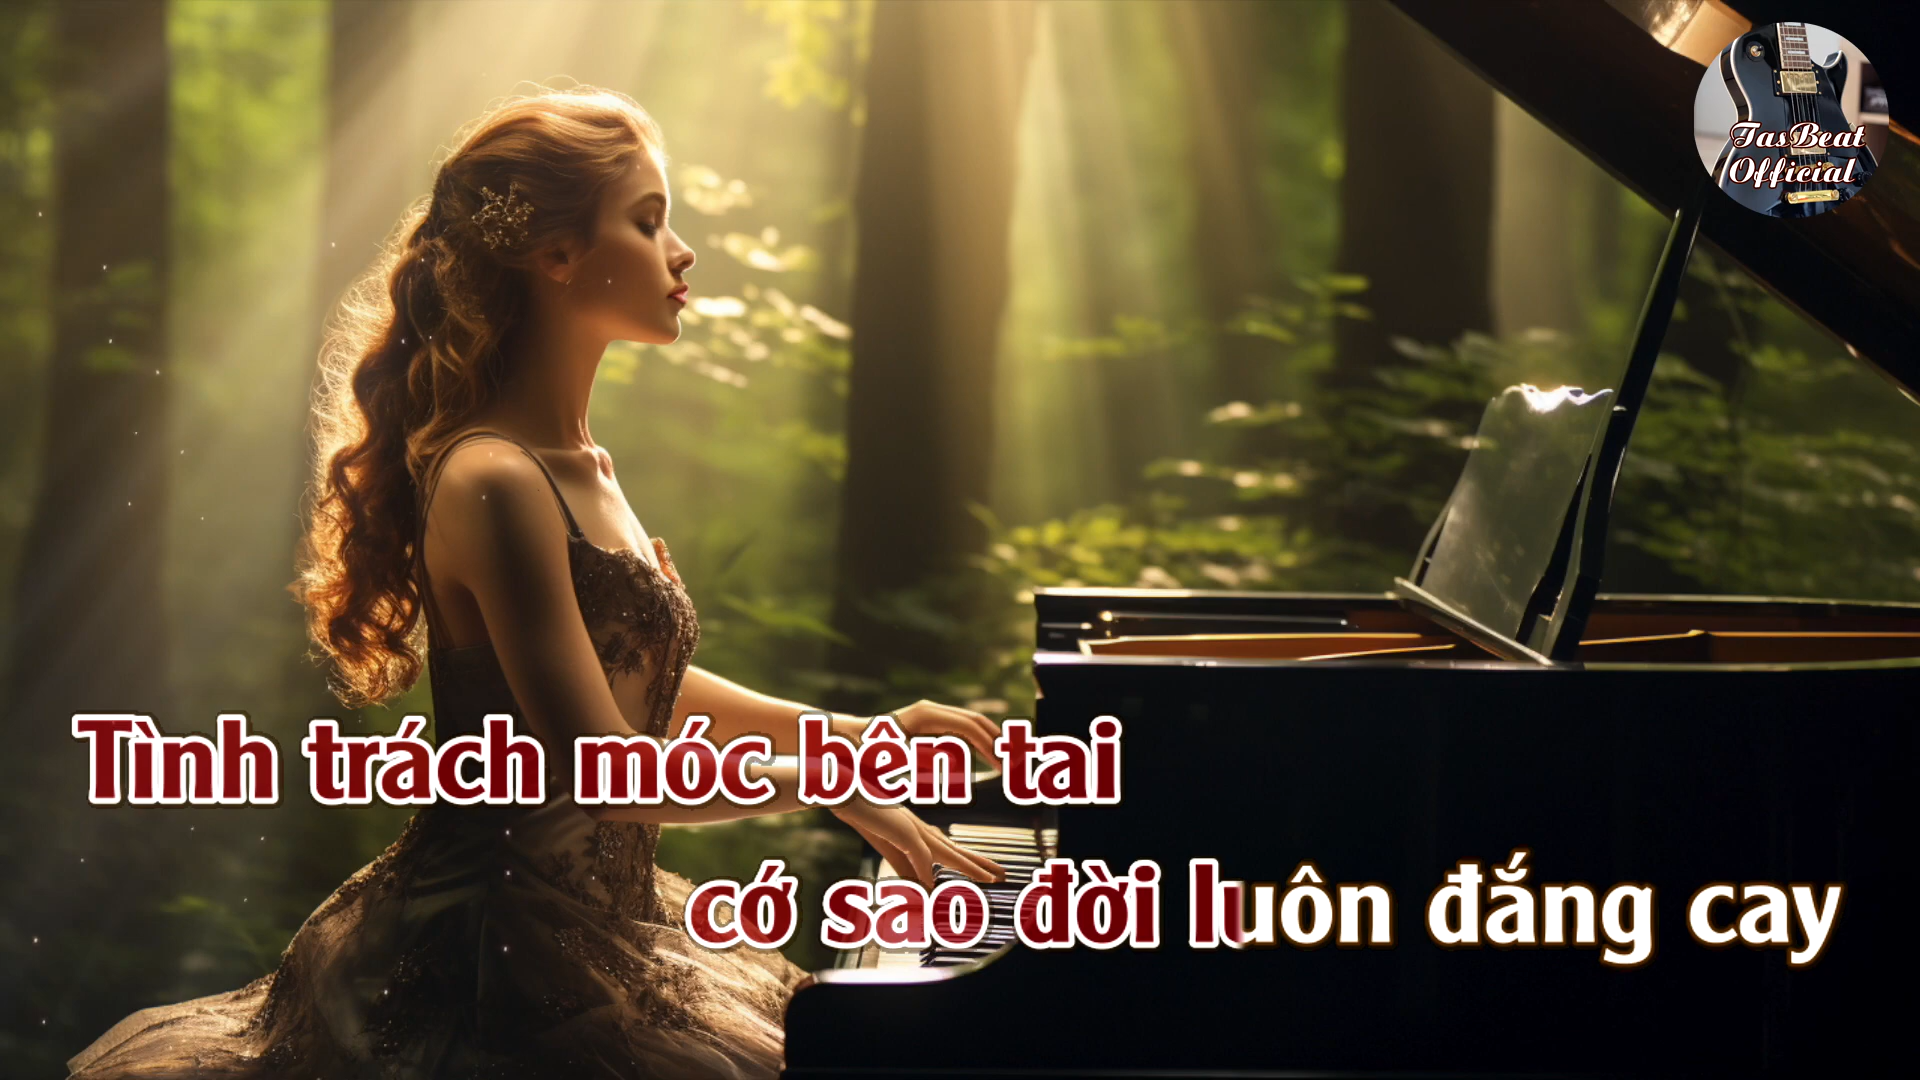 TasBeat
Official
Tình trách móc bên tai
cớ sao đời luôn đắng cay